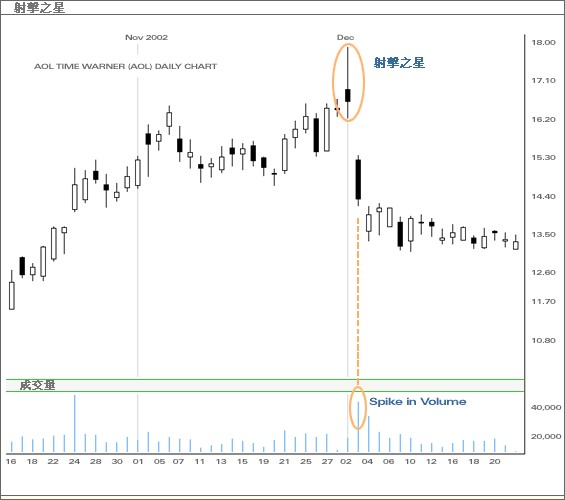 射擊之星
Nov 2002
Dec
18.00
射擊之星
AOL TIME WARNER (AOL) DAILY CHART
17.10
16.20
15.30
14.40
13.50
12.60
11.70
10.80
成交量
Spike in Volume
40,000
20,000
16 18 22 24 28 30 01 05 07 11 13 15 19 21 25 27 02 04 06 10 12 16 18 20